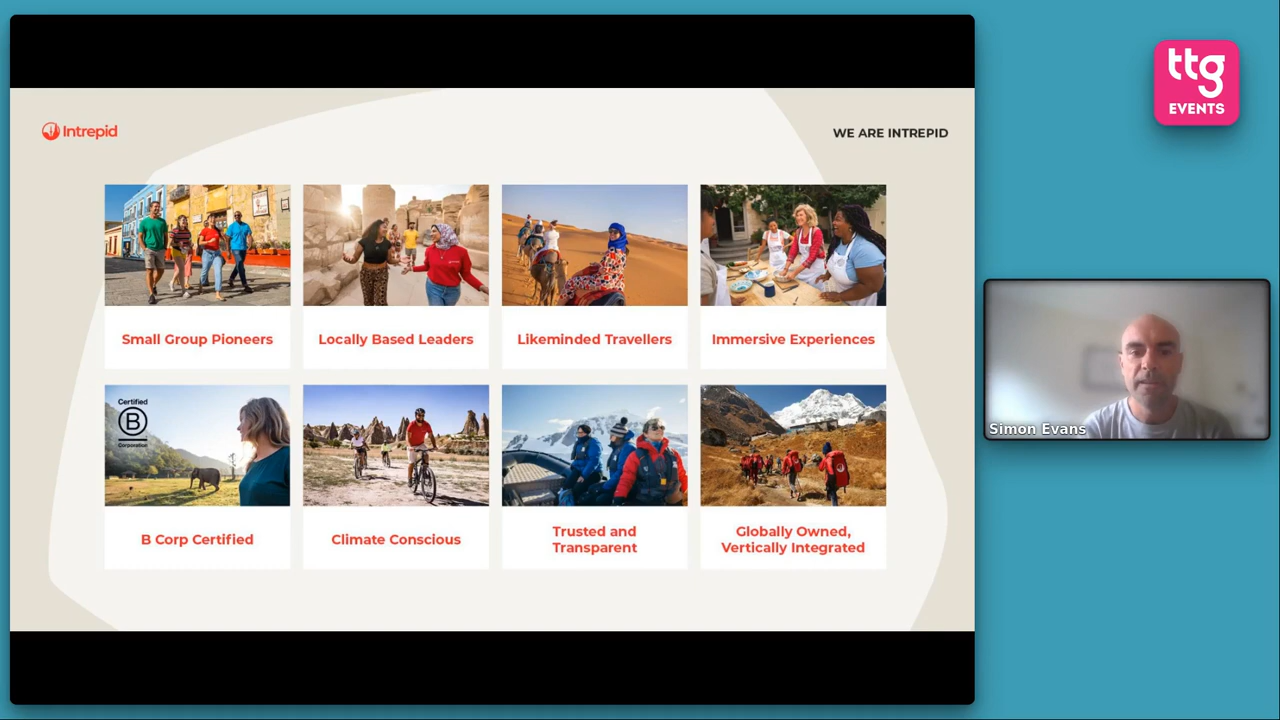 Intrepid
WE ARE INTREPID
Small Group Pioneers
Locally Based Leaders
Likeminded Travellers
Immersive Experiences
Certified
B
Corporation
B Corp Certified
Climate Conscious
Trusted and
Transparent
Globally Owned,
Vertically Integrated
ttg
EVENTS
Simon Evans